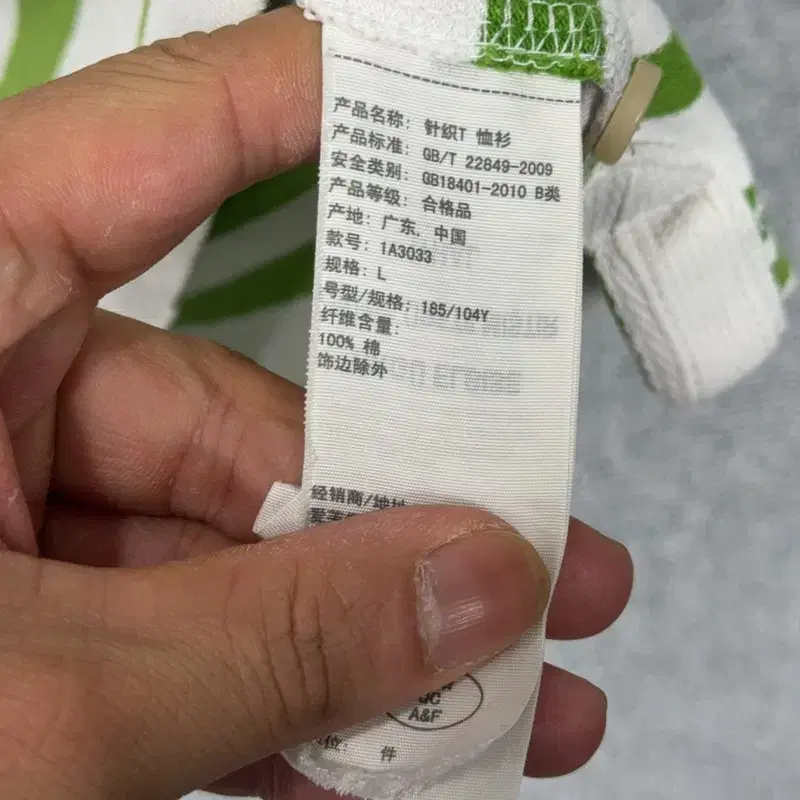 产品名称: 针织T 恤衫
产品标准: GB/T 22849-2009
安全类别: GB18401-2010 B类
产品等级: 合格品
产地: 广东、中国
款号: 1A3033
规格: L
号型/规格: 185/104Y
纤维含量:
100% 棉
饰边除外
经销商/地址
A&F
位: 件